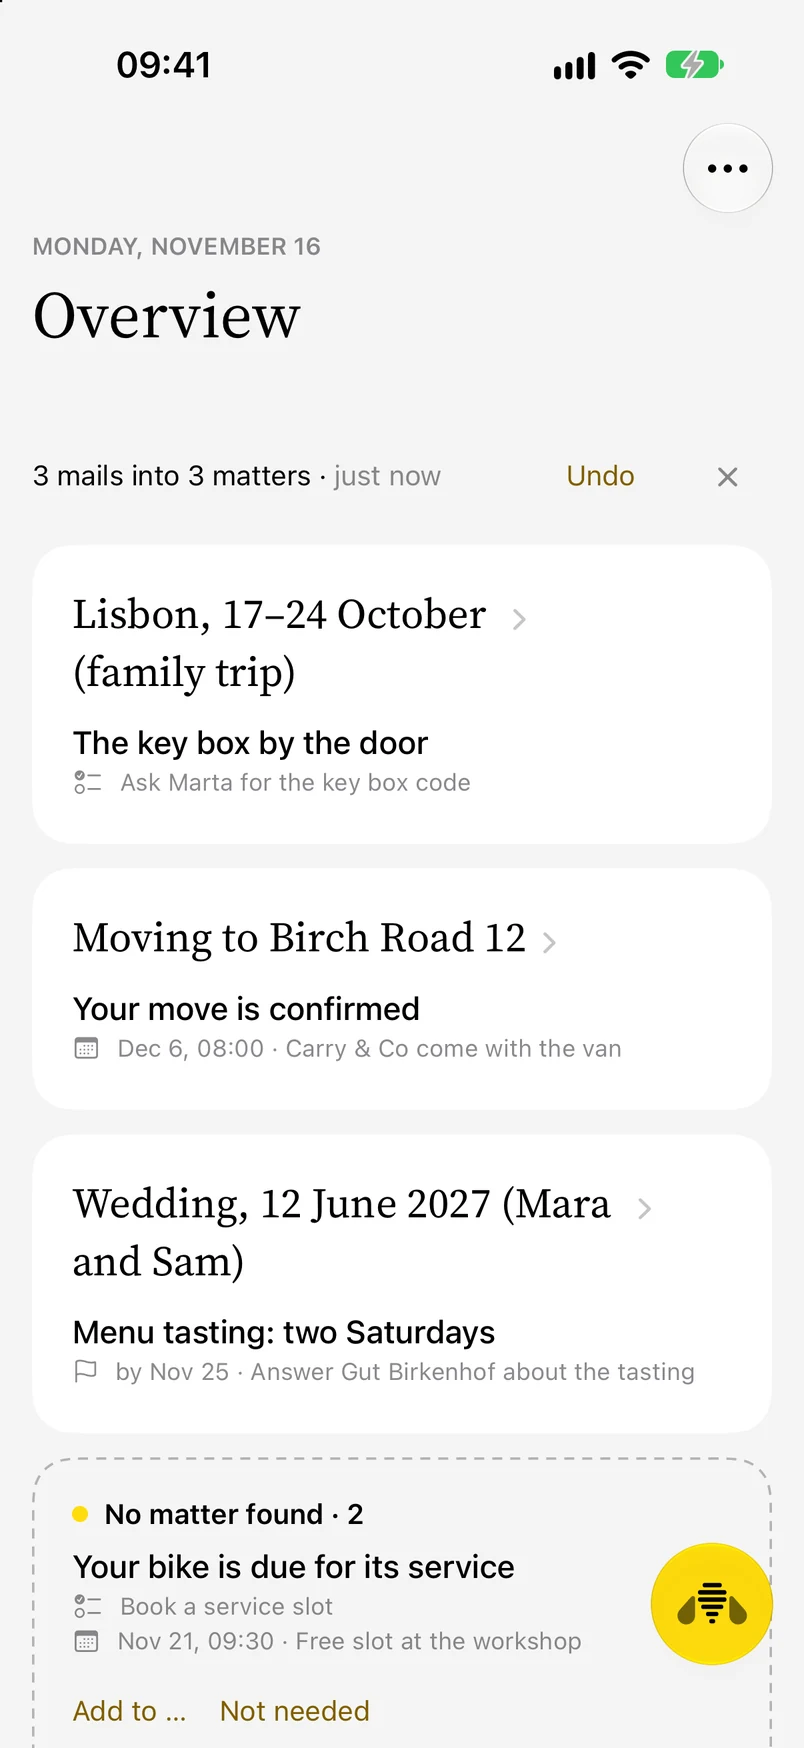 09:41
MONDAY, NOVEMBER 16
Overview
3 mails into 3 matters · just now Undo
Lisbon, 17–24 October
(family trip)
The key box by the door
Ask Marta for the key box code
Moving to Birch Road 12
Your move is confirmed
Dec 6, 08:00 · Carry & Co come with the van
Wedding, 12 June 2027 (Mara
and Sam)
Menu tasting: two Saturdays
by Nov 25 · Answer Gut Birkenhof about the tasting
No matter found · 2
Your bike is due for its service
Book a service slot
Nov 21, 09:30 · Free slot at the workshop
Add to ... Not needed